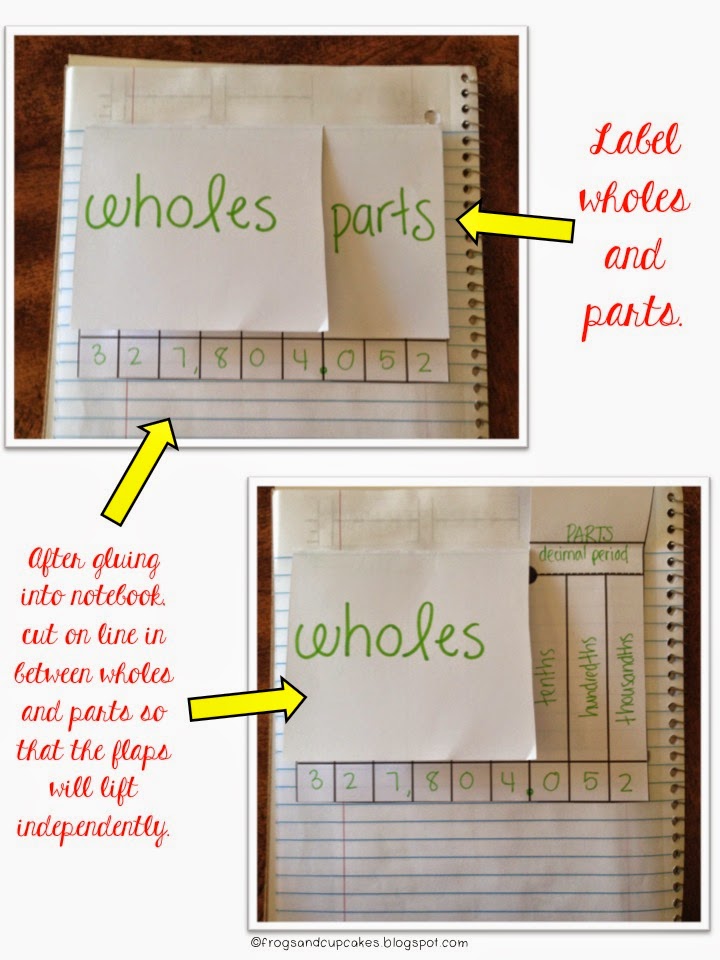 wholes parts
3 2 7,8 0 4.0 5 2
Label
wholes
and
parts.
After gluing
into notebook,
cut on line in
between wholes
and parts so
that the flaps
will lift
independently.
PARTS
decimal period
wholes
tenths
hundredths
thousandths
3 2 7,8 0 4.0 5 2
©frogsandcupcakes.blogspot.com